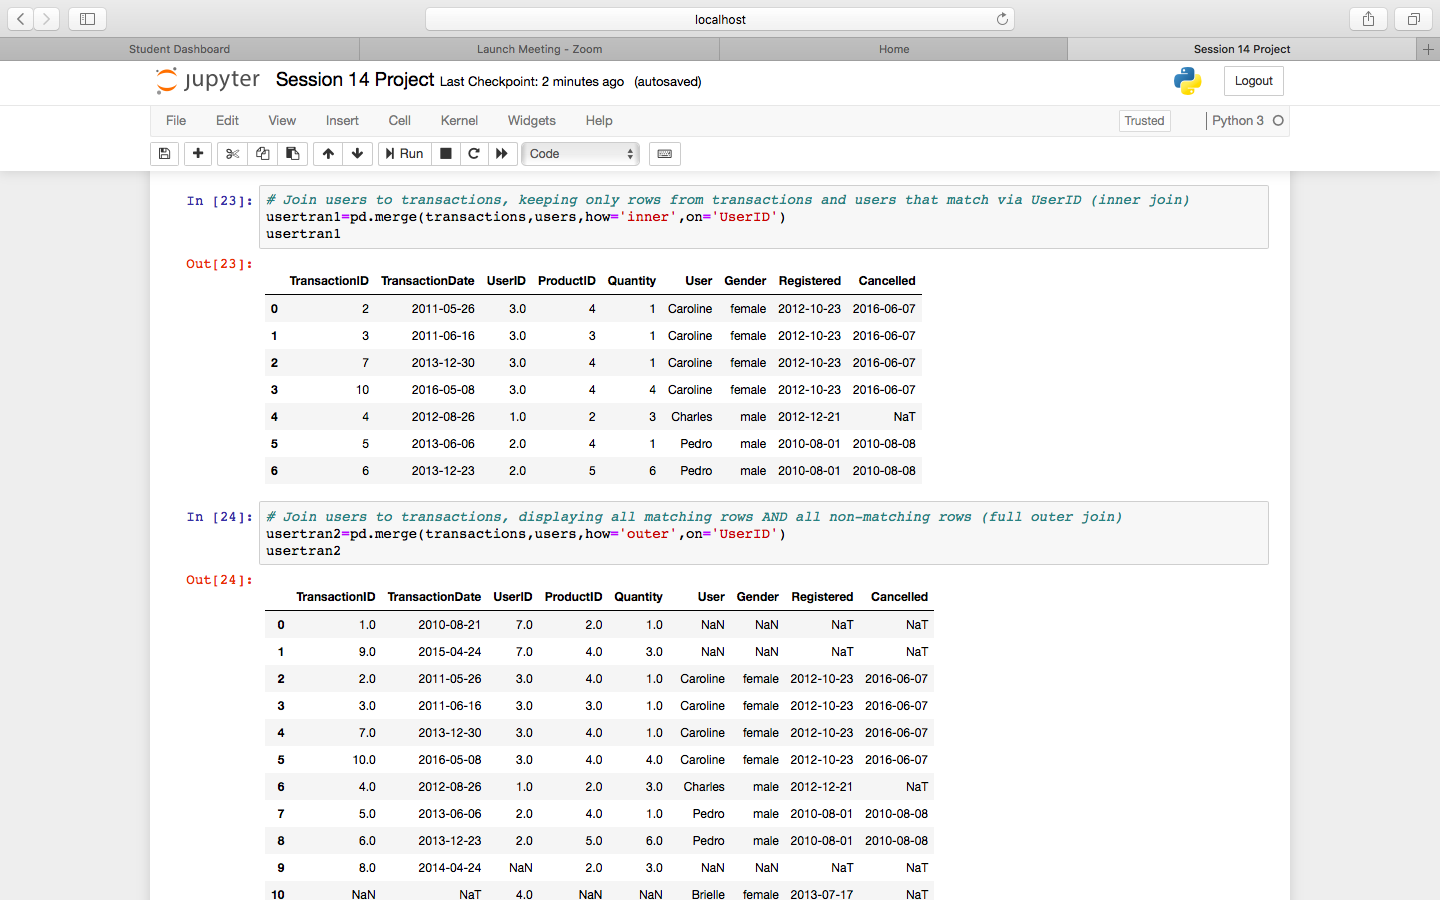 localhost
Student Dashboard Launch Meeting - Zoom Home Session 14 Project
jupyter Session 14 Project Last Checkpoint: 2 minutes ago (autosaved) Logout
File Edit View Insert Cell Kernel Widgets Help Trusted Python 3
Run Code
In [23]: # Join users to transactions, keeping only rows from transactions and users that match via UserID (inner join)
usertran1=pd.merge(transactions,users,how='inner',on='UserID')
usertran1
Out[23]:
TransactionID TransactionDate UserID ProductID Quantity User Gender Registered Cancelled
0 2 2011-05-26 3.0 4 1 Caroline female 2012-10-23 2016-06-07
1 3 2011-06-16 3.0 3 1 Caroline female 2012-10-23 2016-06-07
2 7 2013-12-30 3.0 4 1 Caroline female 2012-10-23 2016-06-07
3 10 2016-05-08 3.0 4 4 Caroline female 2012-10-23 2016-06-07
4 4 2012-08-26 1.0 2 3 Charles male 2012-12-21 NaT
5 5 2013-06-06 2.0 4 1 Pedro male 2010-08-01 2010-08-08
6 6 2013-12-23 2.0 5 6 Pedro male 2010-08-01 2010-08-08
In [24]: # Join users to transactions, displaying all matching rows AND all non-matching rows (full outer join)
usertran2=pd.merge(transactions,users,how='outer',on='UserID')
usertran2
Out[24]:
TransactionID TransactionDate UserID ProductID Quantity User Gender Registered Cancelled
0 1.0 2010-08-21 7.0 2.0 1.0 NaN NaN NaT NaT
1 9.0 2015-04-24 7.0 4.0 3.0 NaN NaN NaT NaT
2 2.0 2011-05-26 3.0 4.0 1.0 Caroline female 2012-10-23 2016-06-07
3 3.0 2011-06-16 3.0 3.0 1.0 Caroline female 2012-10-23 2016-06-07
4 7.0 2013-12-30 3.0 4.0 1.0 Caroline female 2012-10-23 2016-06-07
5 10.0 2016-05-08 3.0 4.0 4.0 Caroline female 2012-10-23 2016-06-07
6 4.0 2012-08-26 1.0 2.0 3.0 Charles male 2012-12-21 NaT
7 5.0 2013-06-06 2.0 4.0 1.0 Pedro male 2010-08-01 2010-08-08
8 6.0 2013-12-23 2.0 5.0 6.0 Pedro male 2010-08-01 2010-08-08
9 8.0 2014-04-24 NaN 2.0 3.0 NaN NaN NaT NaT
10 NaN NaT 4.0 NaN NaN Brielle female 2013-07-17 NaT